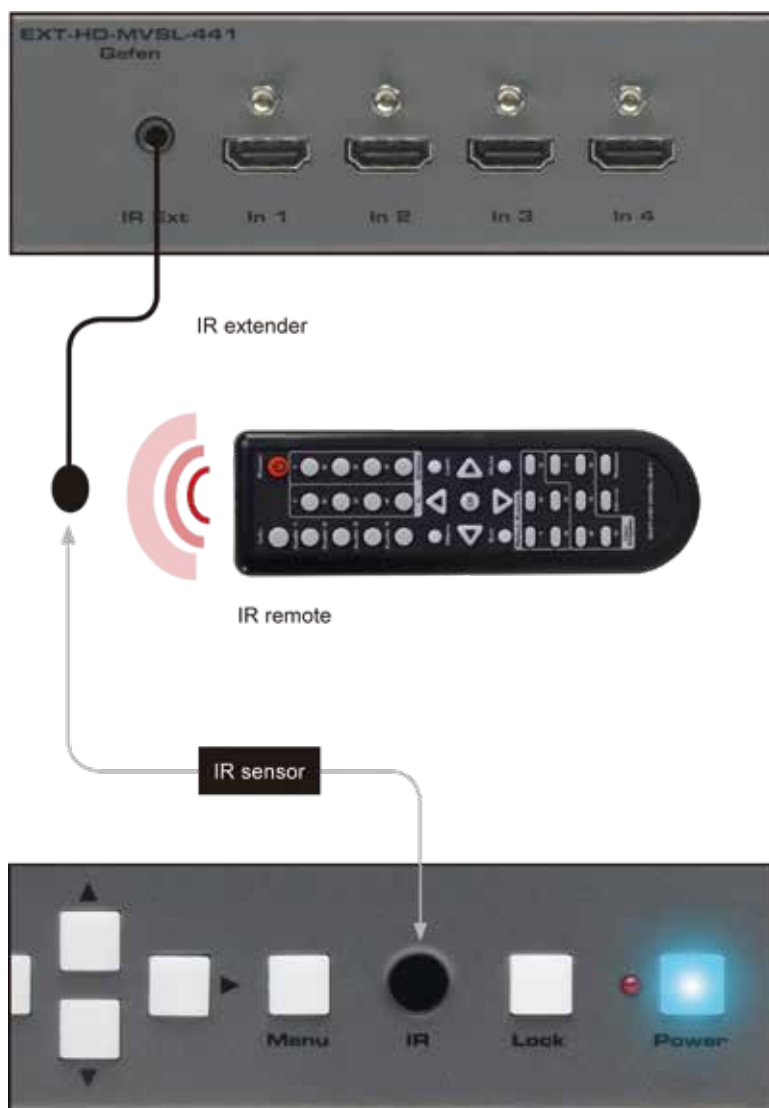 EXT-HD-MVSL-441
Gefen
IR Ext
In 1
In 2
In 3
In 4
IR extender
IR remote
IR sensor
Menu
IR
Lock
Power